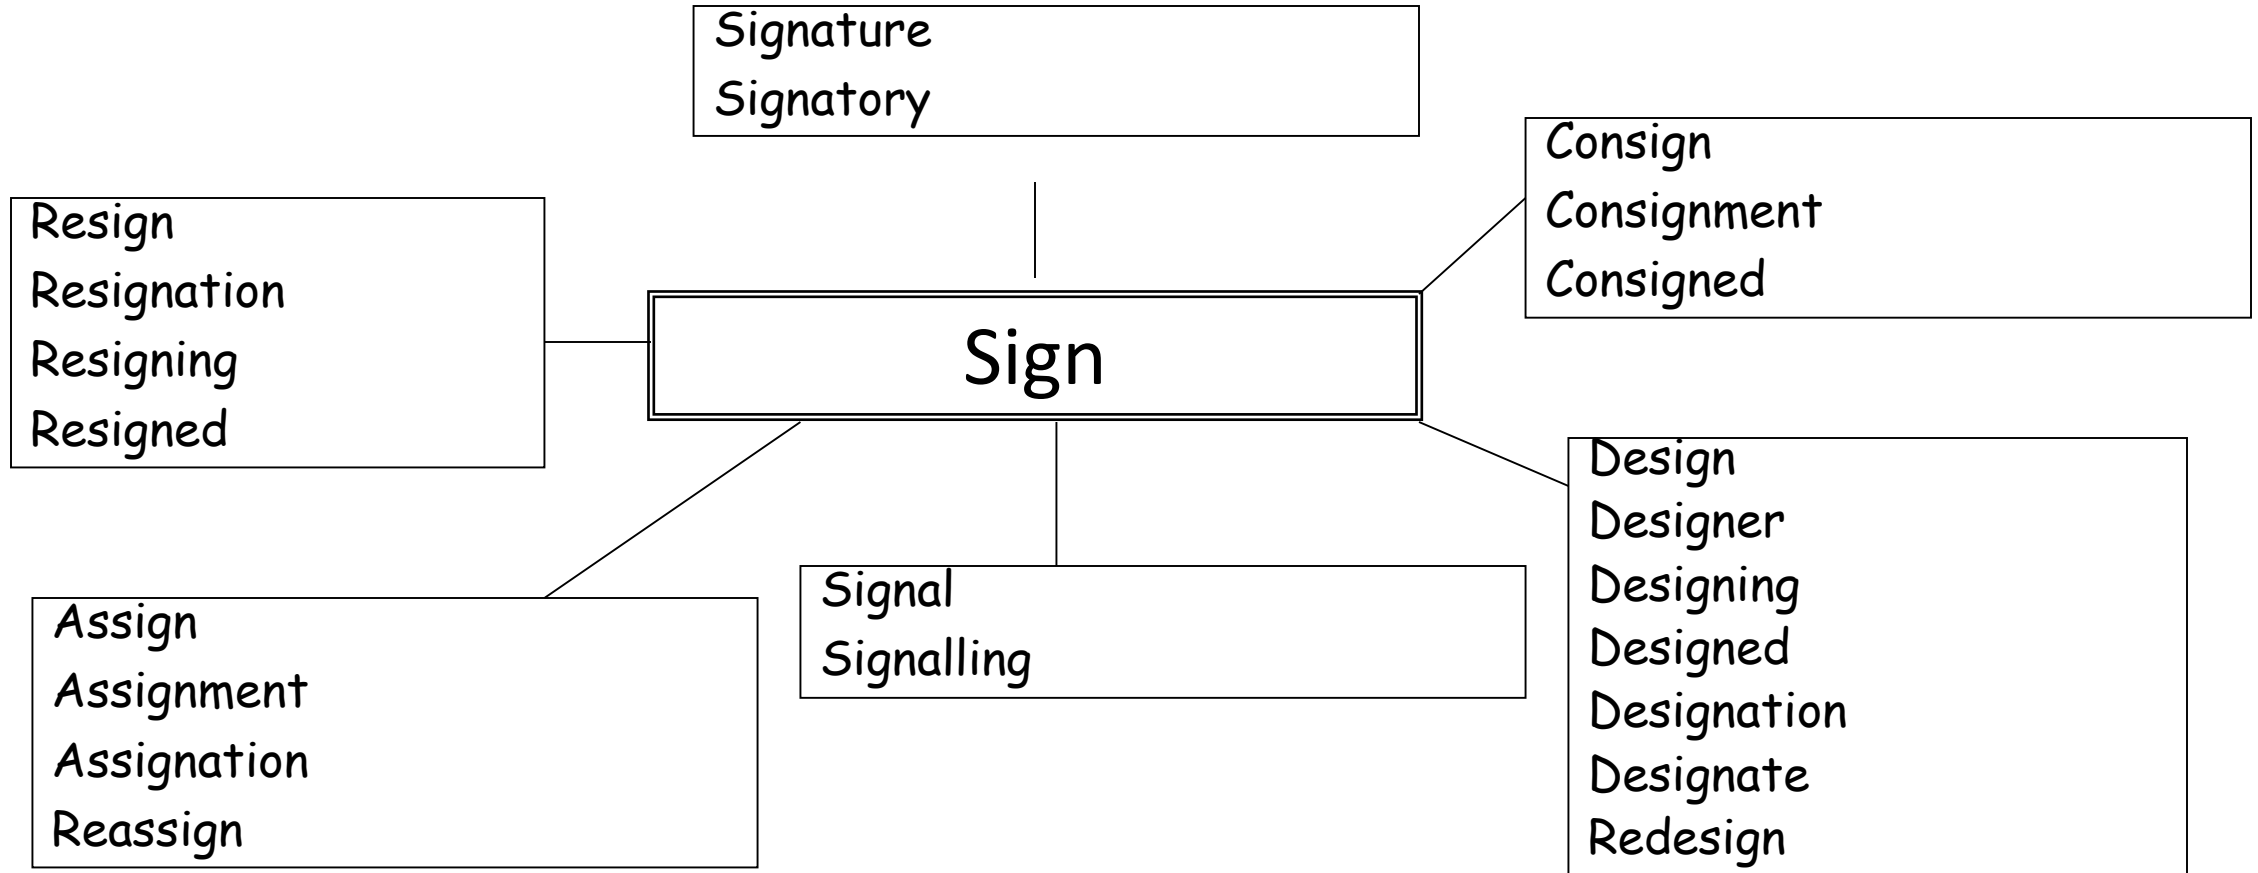 Signature
Signatory
Consign
Consignment
Consigned
Resign
Resignation
Resigning
Resigned
Sign
Design
Designer
Designing
Designed
Designation
Designate
Redesign
Signal
Signalling
Assign
Assignment
Assignation
Reassign